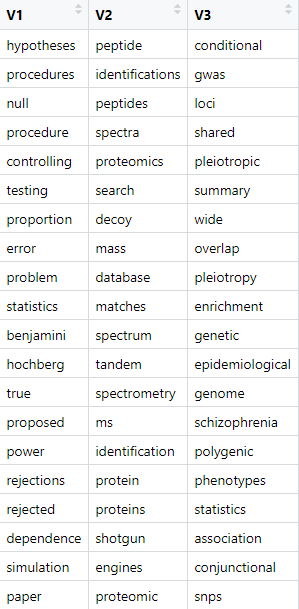 V1 V2 V3
hypotheses peptide conditional
procedures identifications gwas
null peptides loci
procedure spectra shared
controlling proteomics pleiotropic
testing search summary
proportion decoy wide
error mass overlap
problem database pleiotropy
statistics matches enrichment
benjamini spectrum genetic
hochberg tandem epidemiological
true spectrometry genome
proposed ms schizophrenia
power identification polygenic
rejections protein phenotypes
rejected proteins statistics
dependence shotgun association
simulation engines conjunctional
paper proteomic snps